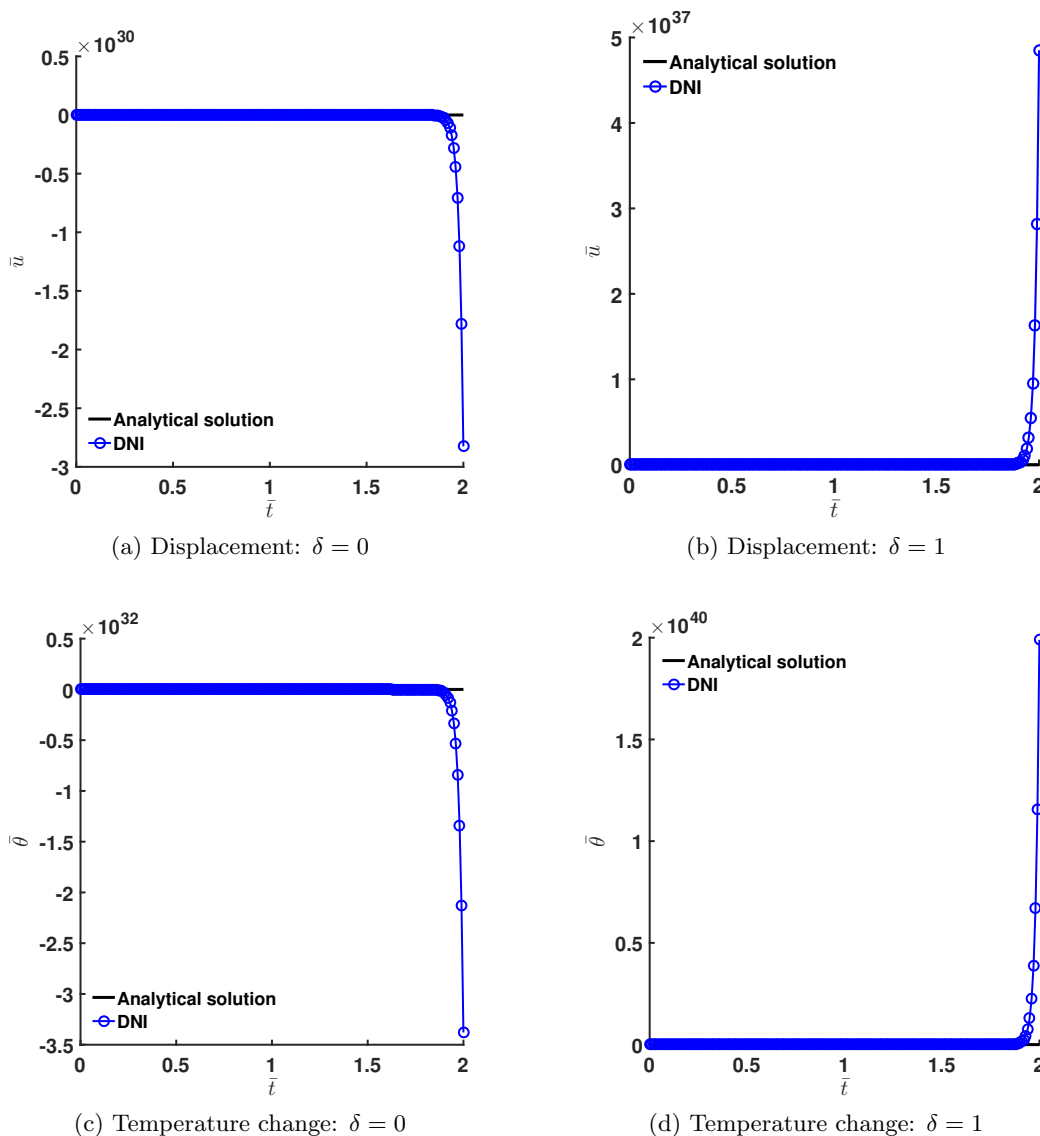 ×10^30
0.5
0
-0.5
-1
-1.5
-2
-2.5
-3
ū
Analytical solution
DNI
0 0.5 1 1.5 2
t̄
(a) Displacement: δ = 0
×10^37
5
4
3
2
1
0
ū
Analytical solution
DNI
0 0.5 1 1.5 2
t̄
(b) Displacement: δ = 1
×10^32
0.5
0
-0.5
-1
-1.5
-2
-2.5
-3
-3.5
θ̄
Analytical solution
DNI
0 0.5 1 1.5 2
t̄
(c) Temperature change: δ = 0
×10^40
2
1.5
1
0.5
0
θ̄
Analytical solution
DNI
0 0.5 1 1.5 2
t̄
(d) Temperature change: δ = 1